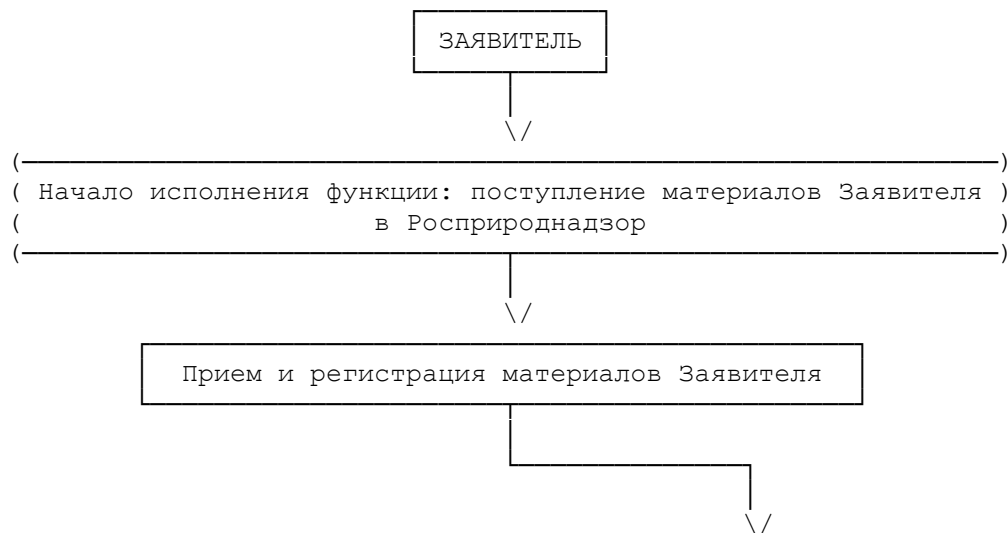 ЗАЯВИТЕЛЬ
Начало исполнения функции: поступление материалов Заявителя
в Росприроднадзор
Прием и регистрация материалов Заявителя